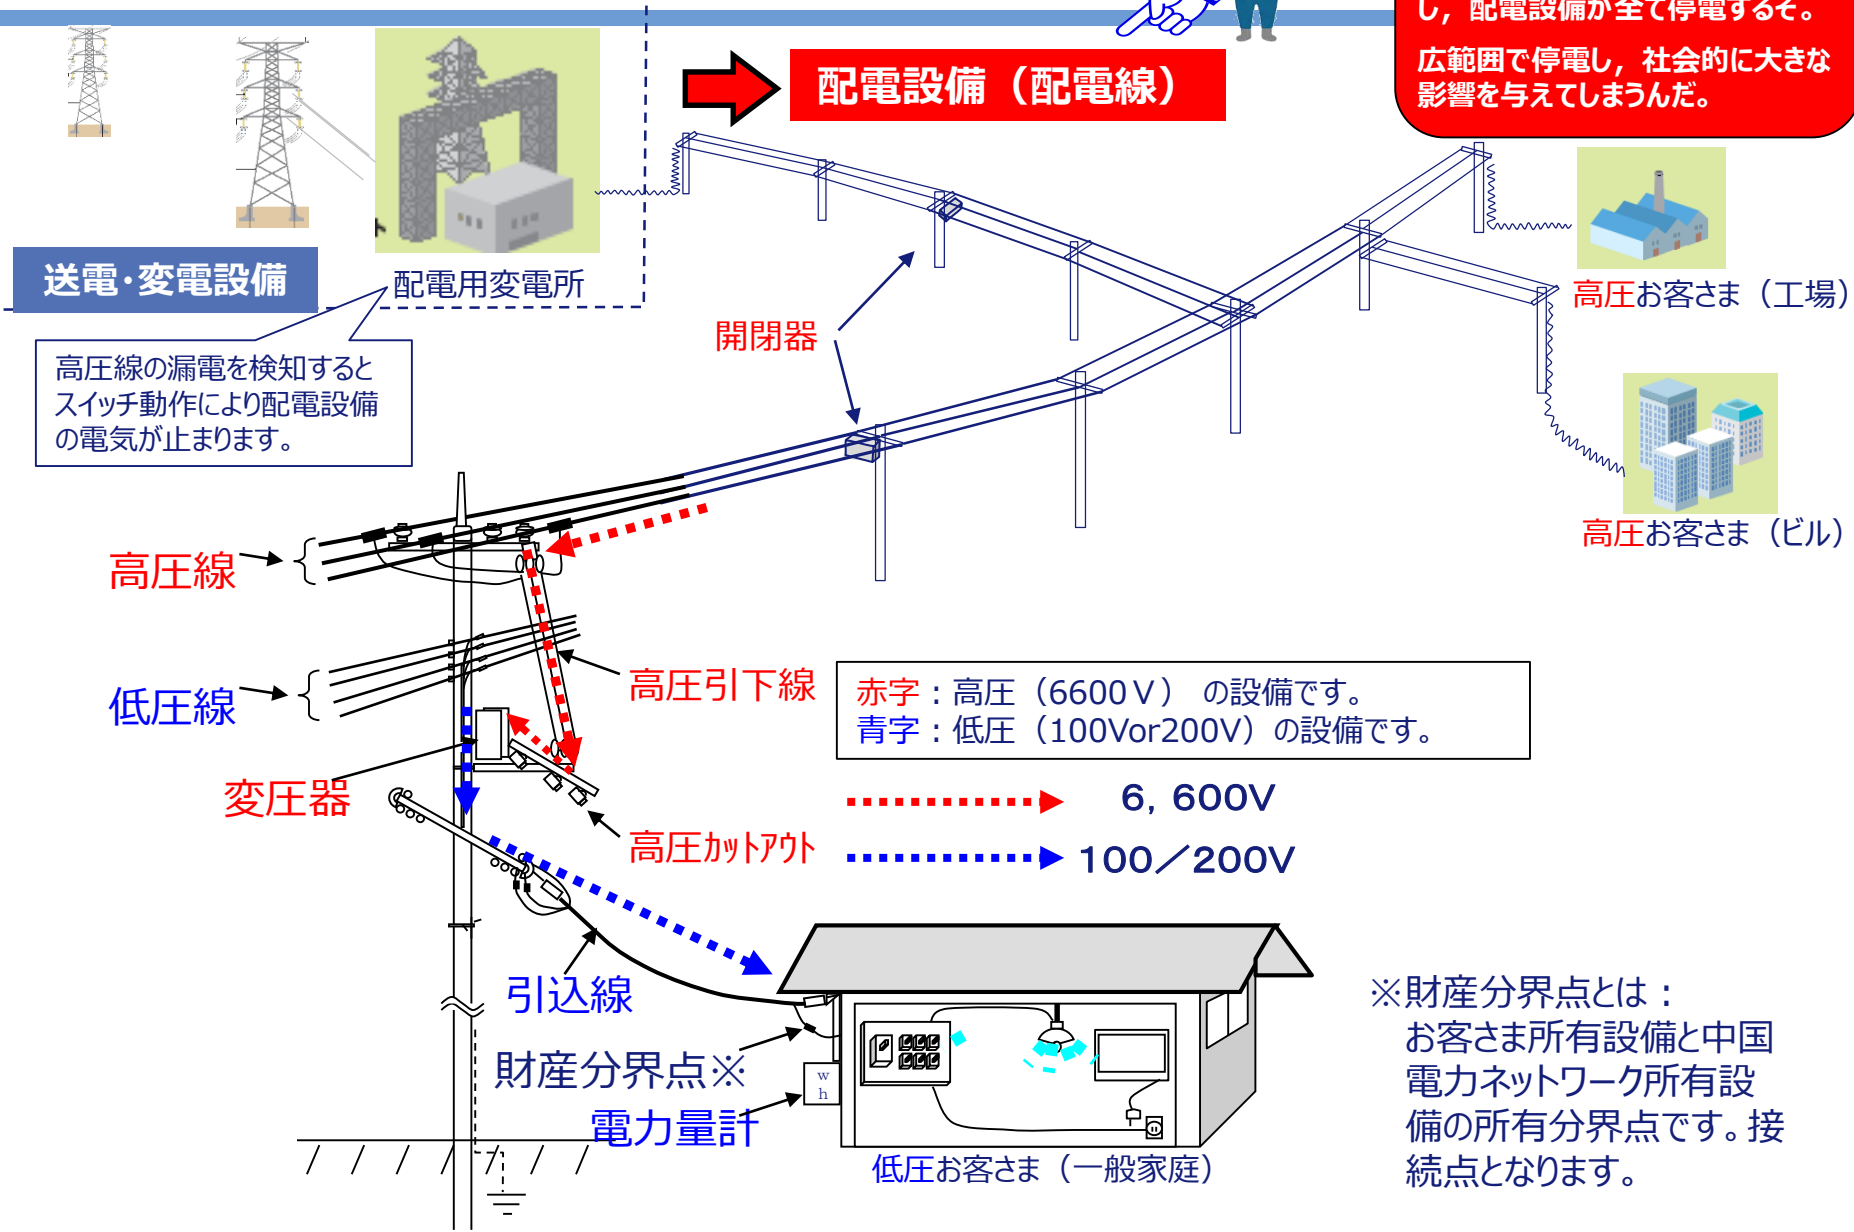 し，配電設備が全て停電するぞ。
広範囲で停電し，社会的に大きな
影響を与えてしまうんだ。
配電設備（配電線）
送電・変電設備
配電用変電所
高圧線の漏電を検知すると
スイッチ動作により配電設備
の電気が止まります。
開閉器
高圧お客さま（工場）
高圧お客さま（ビル）
高圧線
低圧線
高圧引下線
変圧器
高圧ｶｯﾄｱｳﾄ
赤字：高圧（6600Ｖ） の設備です。
青字：低圧（100Vor200V）の設備です。
6，600V
100／200V
引込線
財産分界点※
電力量計
w
h
低圧お客さま（一般家庭）
※財産分界点とは：
お客さま所有設備と中国
電力ネットワーク所有設
備の所有分界点です。接
続点となります。